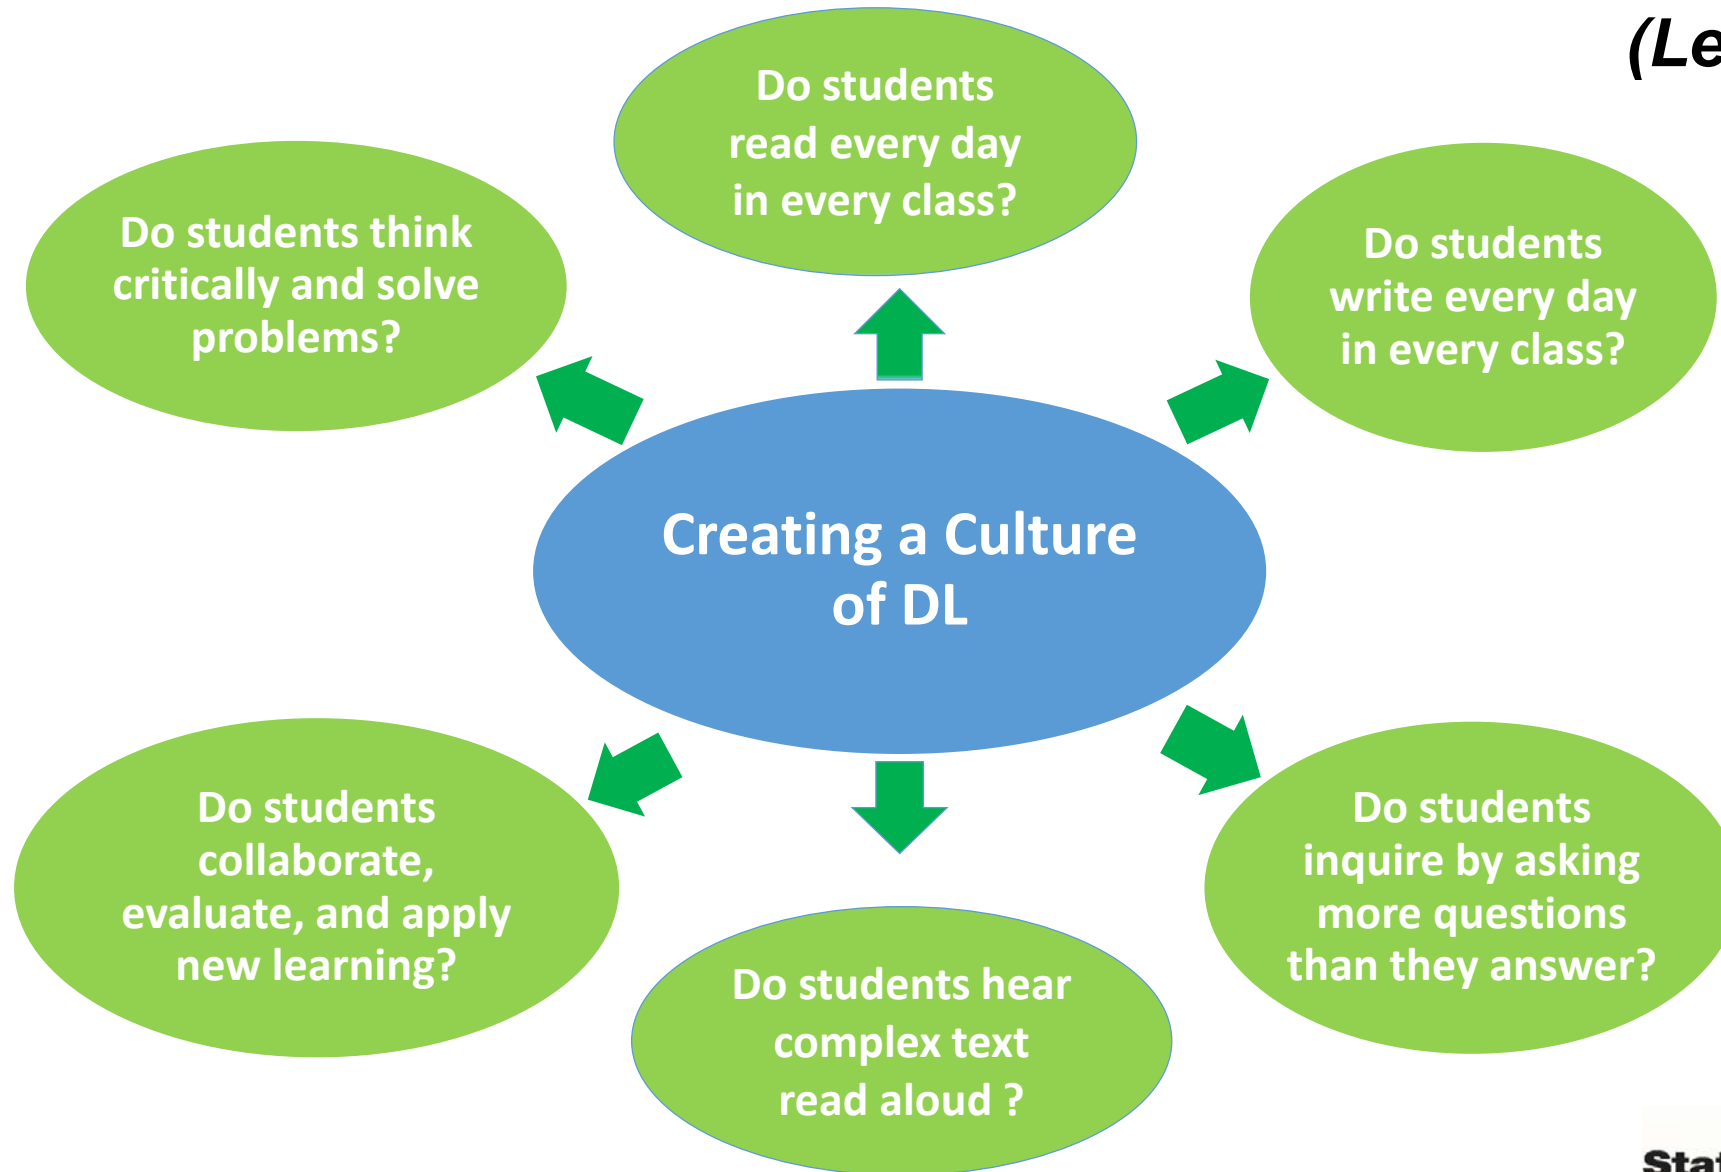 (Le
Do students
read every day
in every class?
Do students think
critically and solve
problems?
Do students
write every day
in every class?
Creating a Culture
of DL
Do students
collaborate,
evaluate, and apply
new learning?
Do students
inquire by asking
more questions
than they answer?
Do students hear
complex text
read aloud ?
Stat